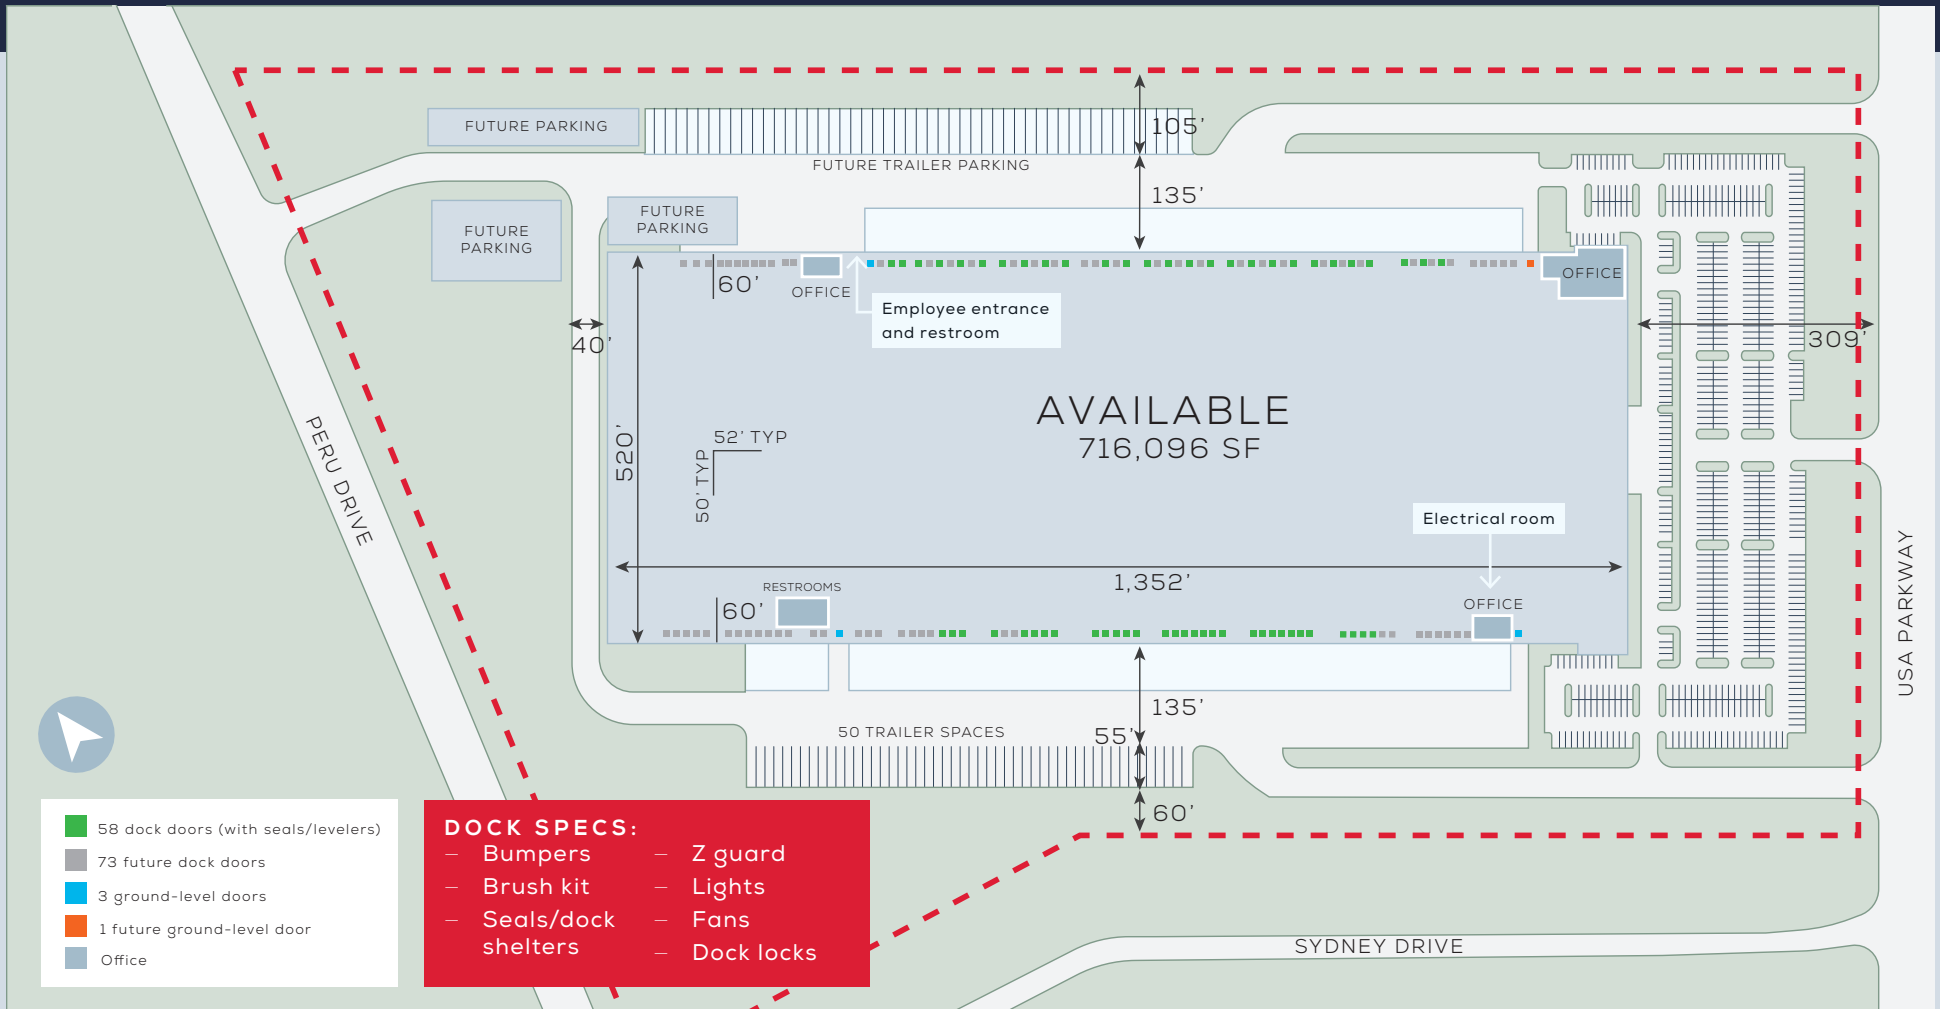 FUTURE PARKING
105'
FUTURE TRAILER PARKING
135'
FUTURE
PARKING
FUTURE
PARKING
60'
OFFICE
OFFICE
Employee entrance
and restroom
40'
309'
AVAILABLE
716,096 SF
520'
52' TYP
50' TYP
PERU DRIVE
Electrical room
1,352'
RESTROOMS
60'
OFFICE
USA PARKWAY
135'
50 TRAILER SPACES
55'
60'
58 dock doors (with seals/levelers)
73 future dock doors
3 ground-level doors
1 future ground-level door
Office
DOCK SPECS:
– Bumpers
– Brush kit
– Seals/dock
shelters
– Z guard
– Lights
– Fans
– Dock locks
SYDNEY DRIVE